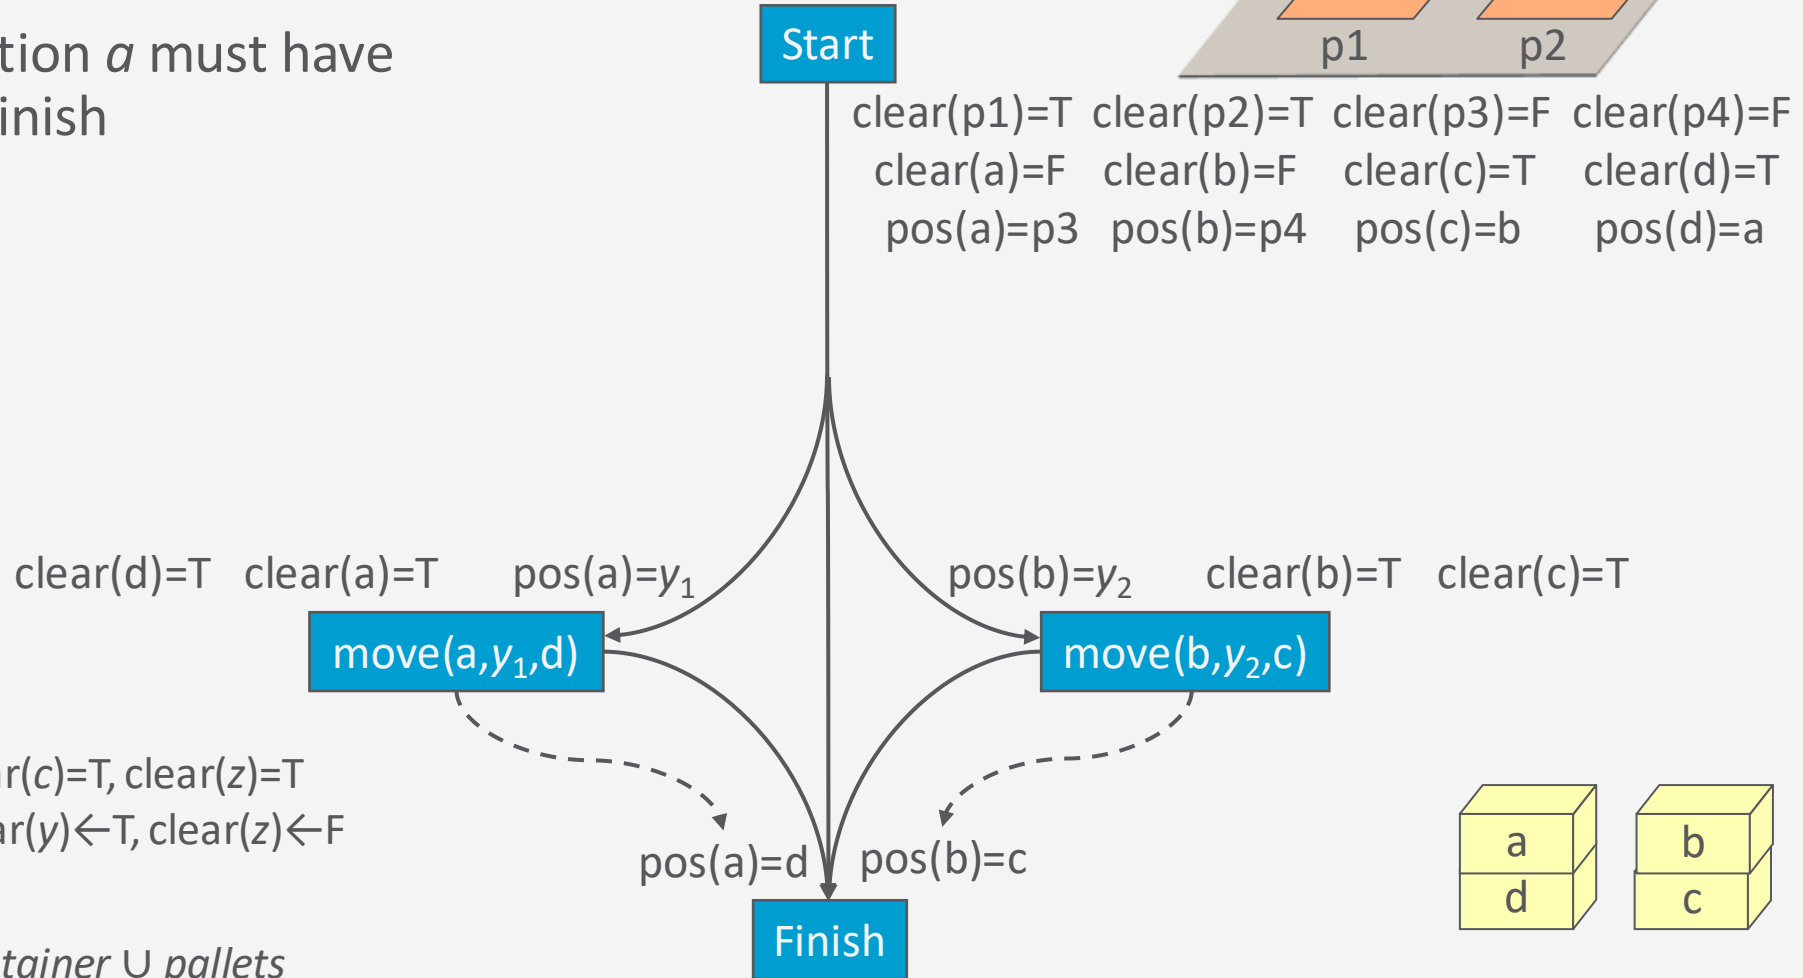 Start
p1 p2
tion a must have
inish
clear(p1)=T clear(p2)=T clear(p3)=F clear(p4)=F
clear(a)=F clear(b)=F clear(c)=T clear(d)=T
pos(a)=p3 pos(b)=p4 pos(c)=b pos(d)=a
clear(d)=T clear(a)=T pos(a)=y₁ pos(b)=y₂ clear(b)=T clear(c)=T
move(a,y₁,d) move(b,y₂,c)
r(c)=T, clear(z)=T
ar(y)←T, clear(z)←F
pos(a)=d pos(b)=c
a b
d c
Finish
tainer ∪ pallets